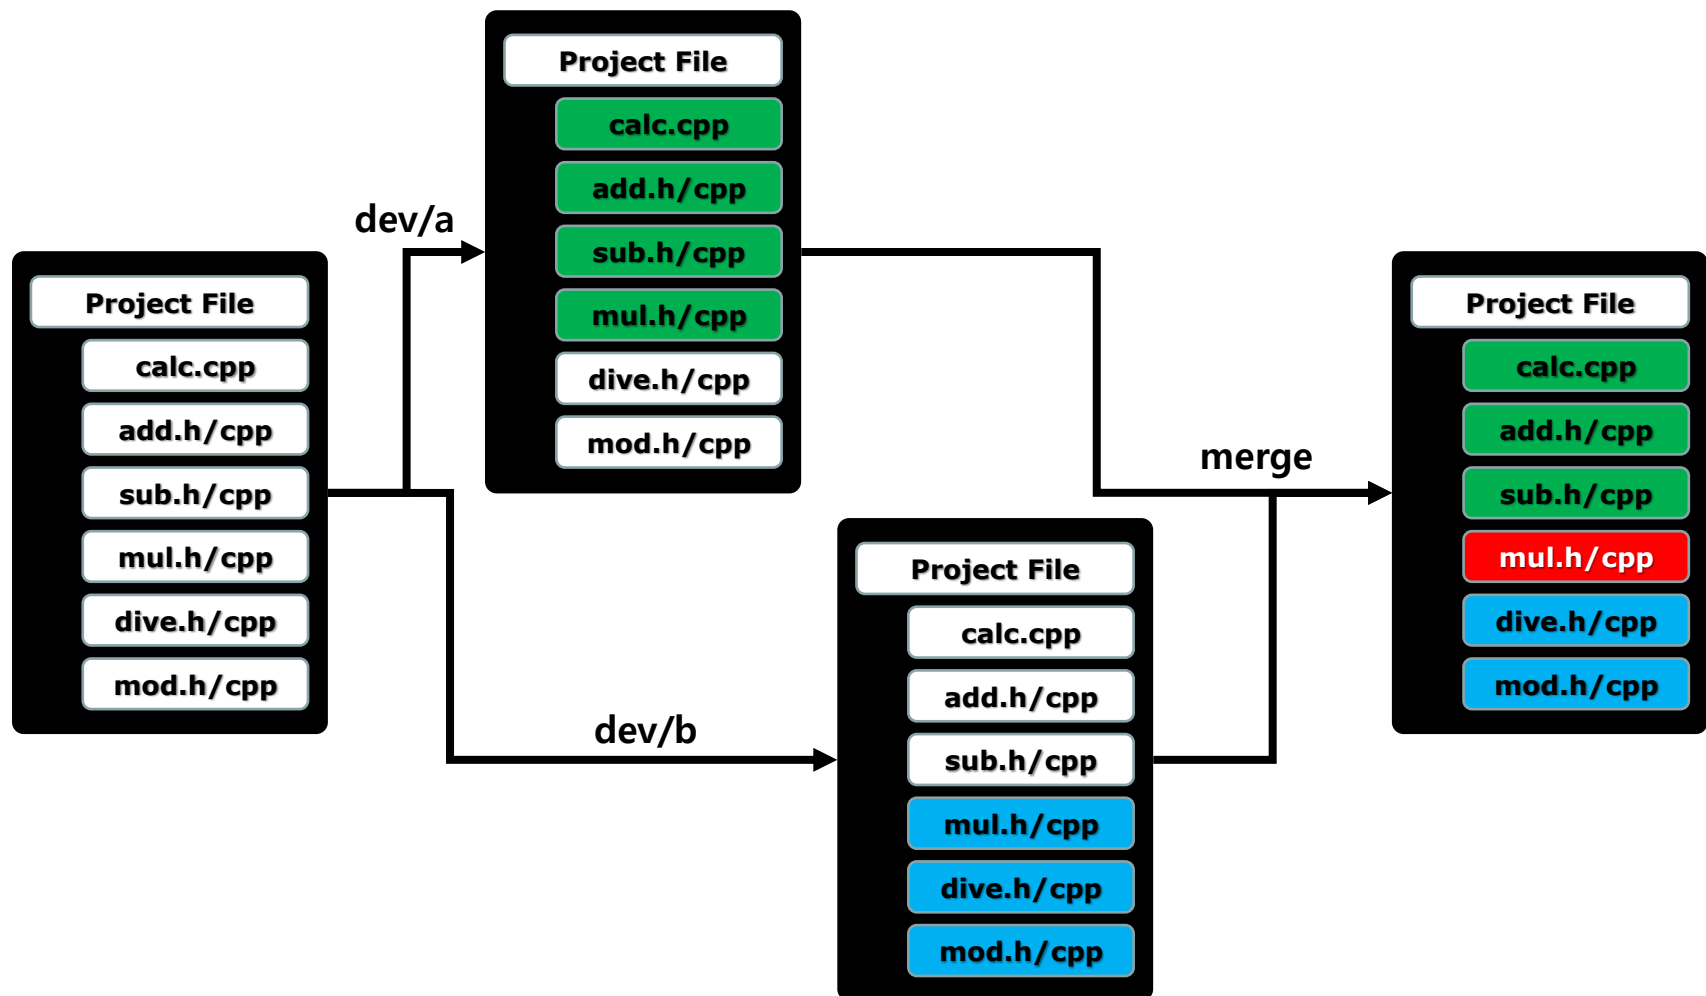 Project File
calc.cpp
add.h/cpp
sub.h/cpp
mul.h/cpp
dive.h/cpp
mod.h/cpp
dev/a
Project File
calc.cpp
add.h/cpp
sub.h/cpp
mul.h/cpp
dive.h/cpp
mod.h/cpp
dev/b
Project File
calc.cpp
add.h/cpp
sub.h/cpp
mul.h/cpp
dive.h/cpp
mod.h/cpp
merge
Project File
calc.cpp
add.h/cpp
sub.h/cpp
mul.h/cpp
dive.h/cpp
mod.h/cpp